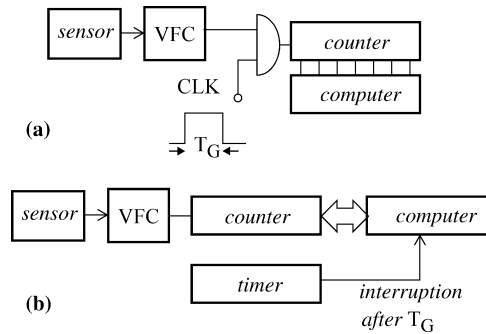 sensor VFC counter
CLK computer
(a) T_G
sensor VFC counter computer
timer interruption
(b) after T_G